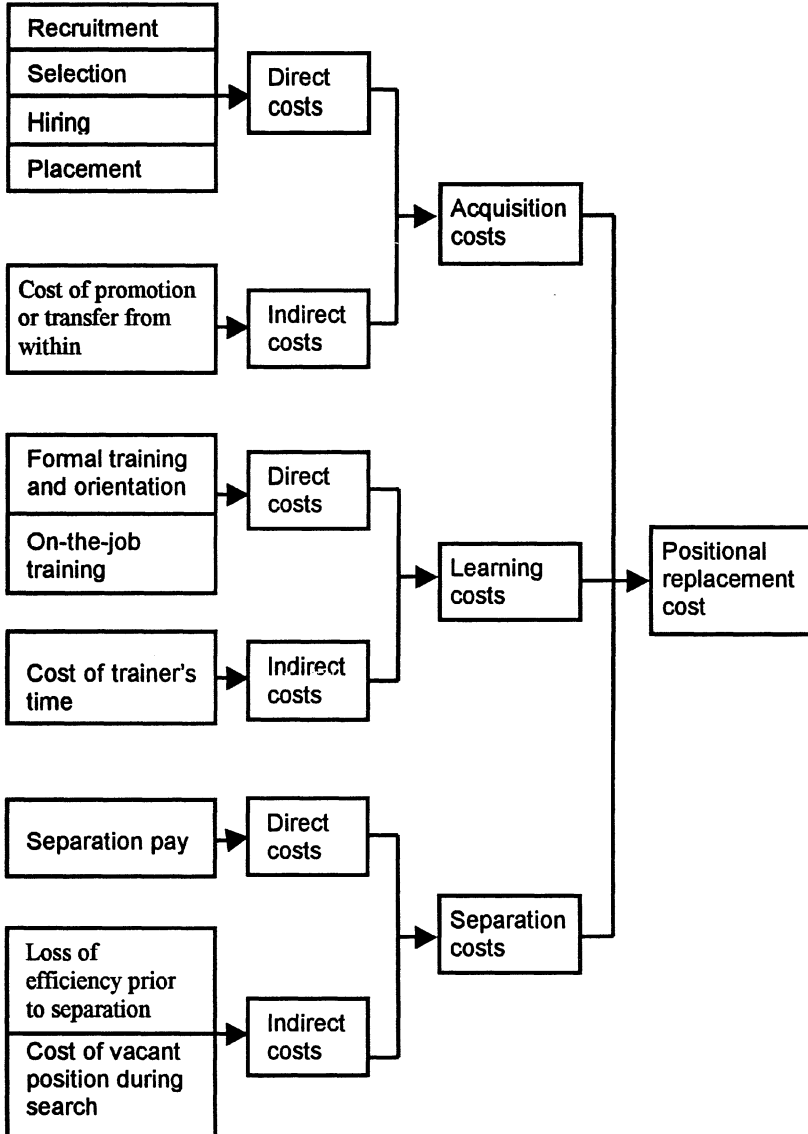 Recruitment
Selection
Hiring
Placement
Direct
costs
Acquisition
costs
Cost of promotion
or transfer from
within
Indirect
costs
Formal training
and orientation
On-the-job
training
Direct
costs
Learning
costs
Positional
replacement
cost
Cost of trainer's
time
Indirect
costs
Separation pay
Direct
costs
Separation
costs
Loss of
efficiency prior
to separation
Cost of vacant
position during
search
Indirect
costs